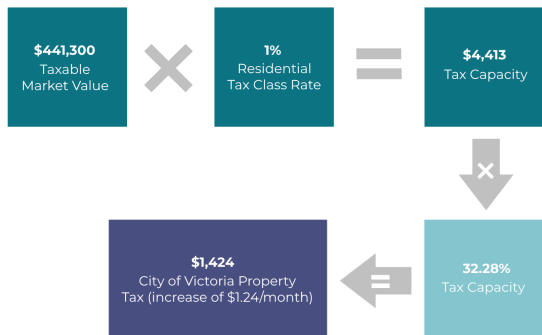 $441,300
Taxable
Market Value
1%
Residential
Tax Class Rate
$4,413
Tax Capacity
32.28%
Tax Capacity
$1,424
City of Victoria Property
Tax (increase of $1.24/month)